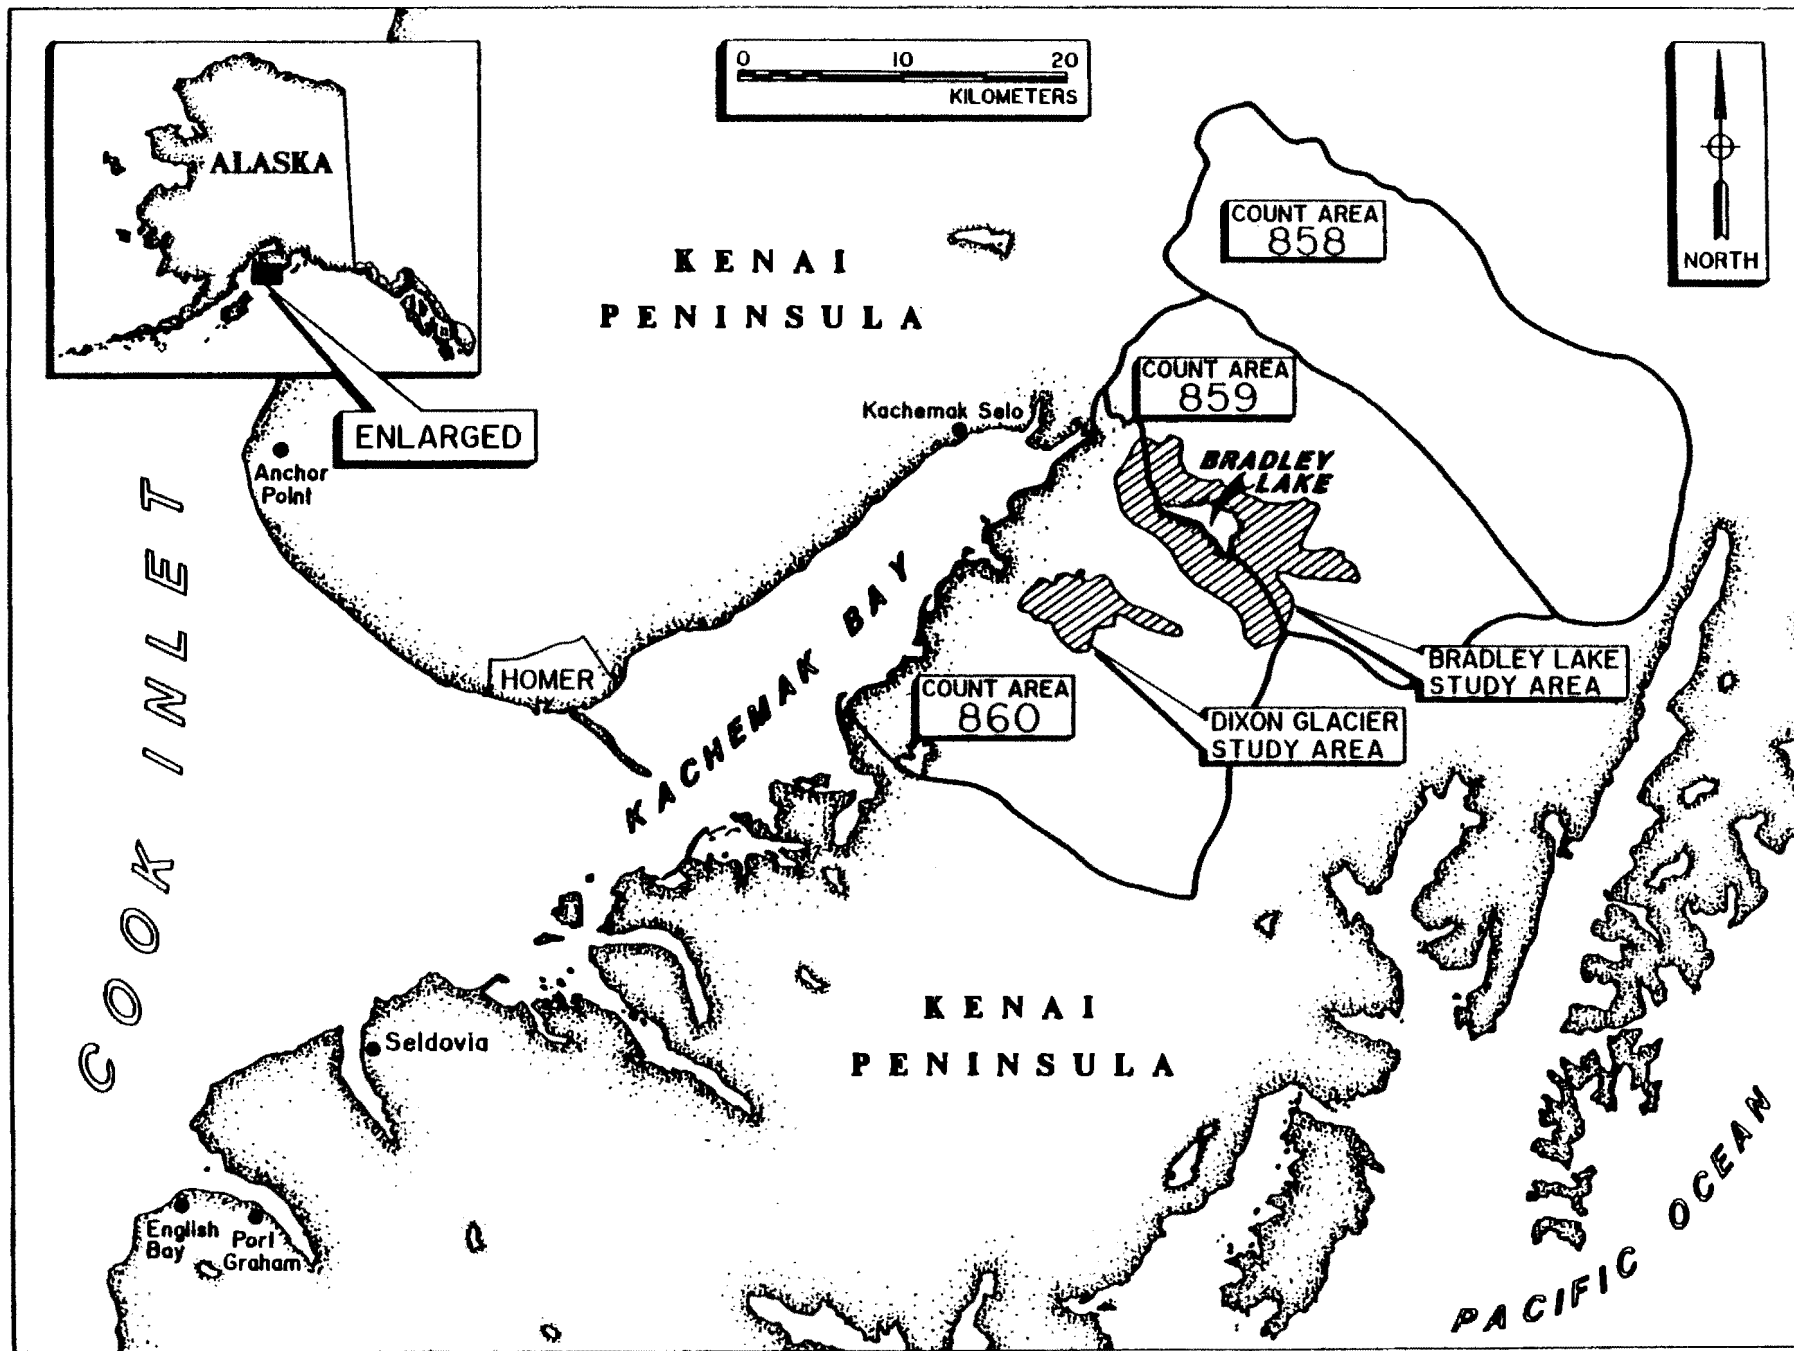 ALASKA
ENLARGED
0 10 20
KILOMETERS
NORTH
COUNT AREA
858
KENAI
PENINSULA
COUNT AREA
859
Kachemak Selo
BRADLEY
LAKE
Anchor
Point
COOK INLET
KACHEMAK BAY
HOMER
COUNT AREA
860
BRADLEY LAKE
STUDY AREA
DIXON GLACIER
STUDY AREA
KENAI
PENINSULA
Seldovia
English
Bay
Port
Graham
PACIFIC OCEAN